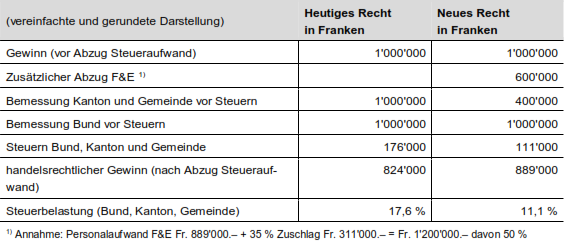 (vereinfachte und gerundete Darstellung) Heutiges Recht in Franken Neues Recht in Franken
Gewinn (vor Abzug Steueraufwand) 1'000'000 1'000'000
Zusätzlicher Abzug F&E 1) 600'000
Bemessung Kanton und Gemeinde vor Steuern 1'000'000 400'000
Bemessung Bund vor Steuern 1'000'000 1'000'000
Steuern Bund, Kanton und Gemeinde 176'000 111'000
handelsrechtlicher Gewinn (nach Abzug Steuerauf-
wand) 824'000 889'000
Steuerbelastung (Bund, Kanton, Gemeinde) 17,6 % 11,1 %
1) Annahme: Personalaufwand F&E Fr. 889'000.– + 35 % Zuschlag Fr. 311'000.– = Fr. 1'200'000.– davon 50 %